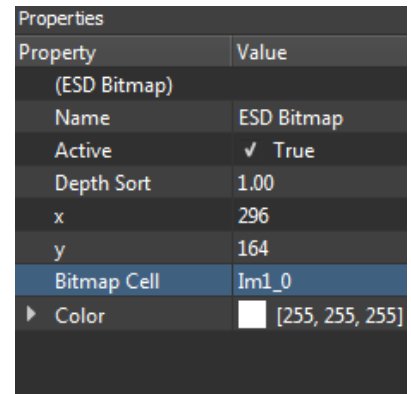 Properties
Property Value
(ESD Bitmap)
Name ESD Bitmap
Active ✓ True
Depth Sort 1.00
x 296
y 164
Bitmap Cell Im1_0
Color [255, 255, 255]